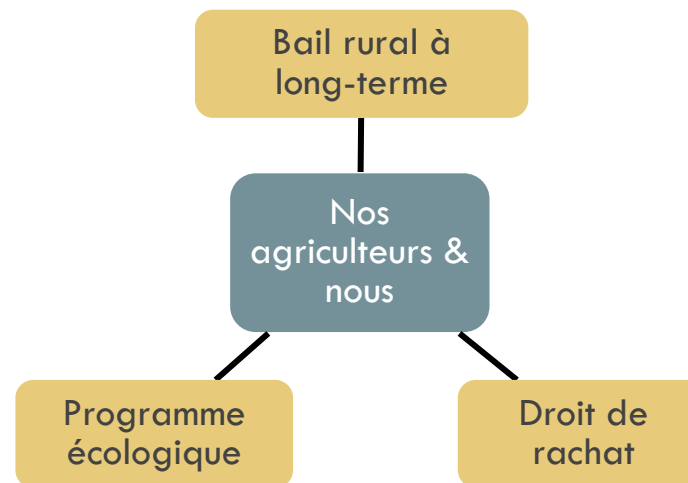 Bail rural à
long-terme
Nos
agriculteurs &
nous
Programme
écologique
Droit de
rachat